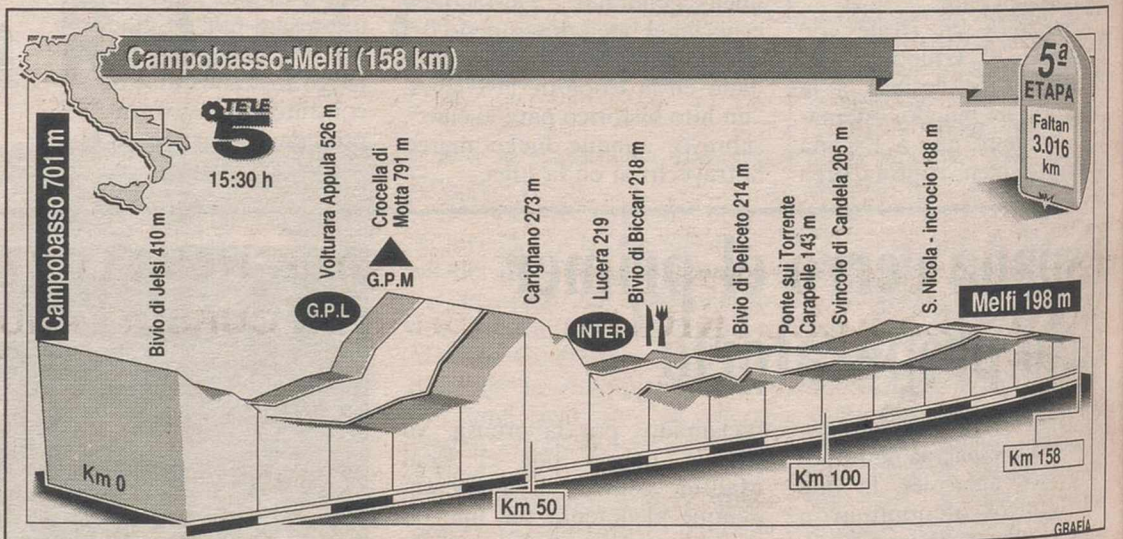 Campobasso-Melfi (158 km)
5ª
ETAPA
Faltan
3.016
km
TELE
5
15:30 h
Campobasso 701 m
Bivio di Jelsi 410 m
Volturara Appula 526 m
G.P.L
Crocella di
Motta 791 m
G.P.M
Carignano 273 m
Lucera 219
INTER
Bivio di Biccari 218 m
Bivio di Deliceto 214 m
Ponte sul Torrente
Carapelle 143 m
Svincolo di Candela 205 m
S. Nicola - incrocio 188 m
Melfi 198 m
Km 0
Km 50
Km 100
Km 158
GRAFÍA